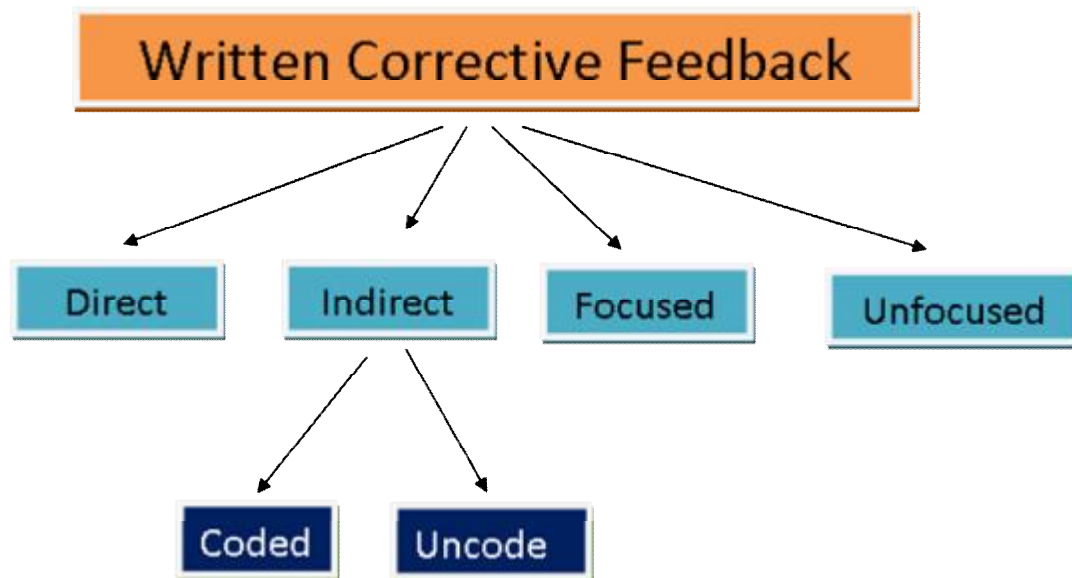 Written Corrective Feedback
Direct
Indirect
Focused
Unfocused
Coded
Uncode